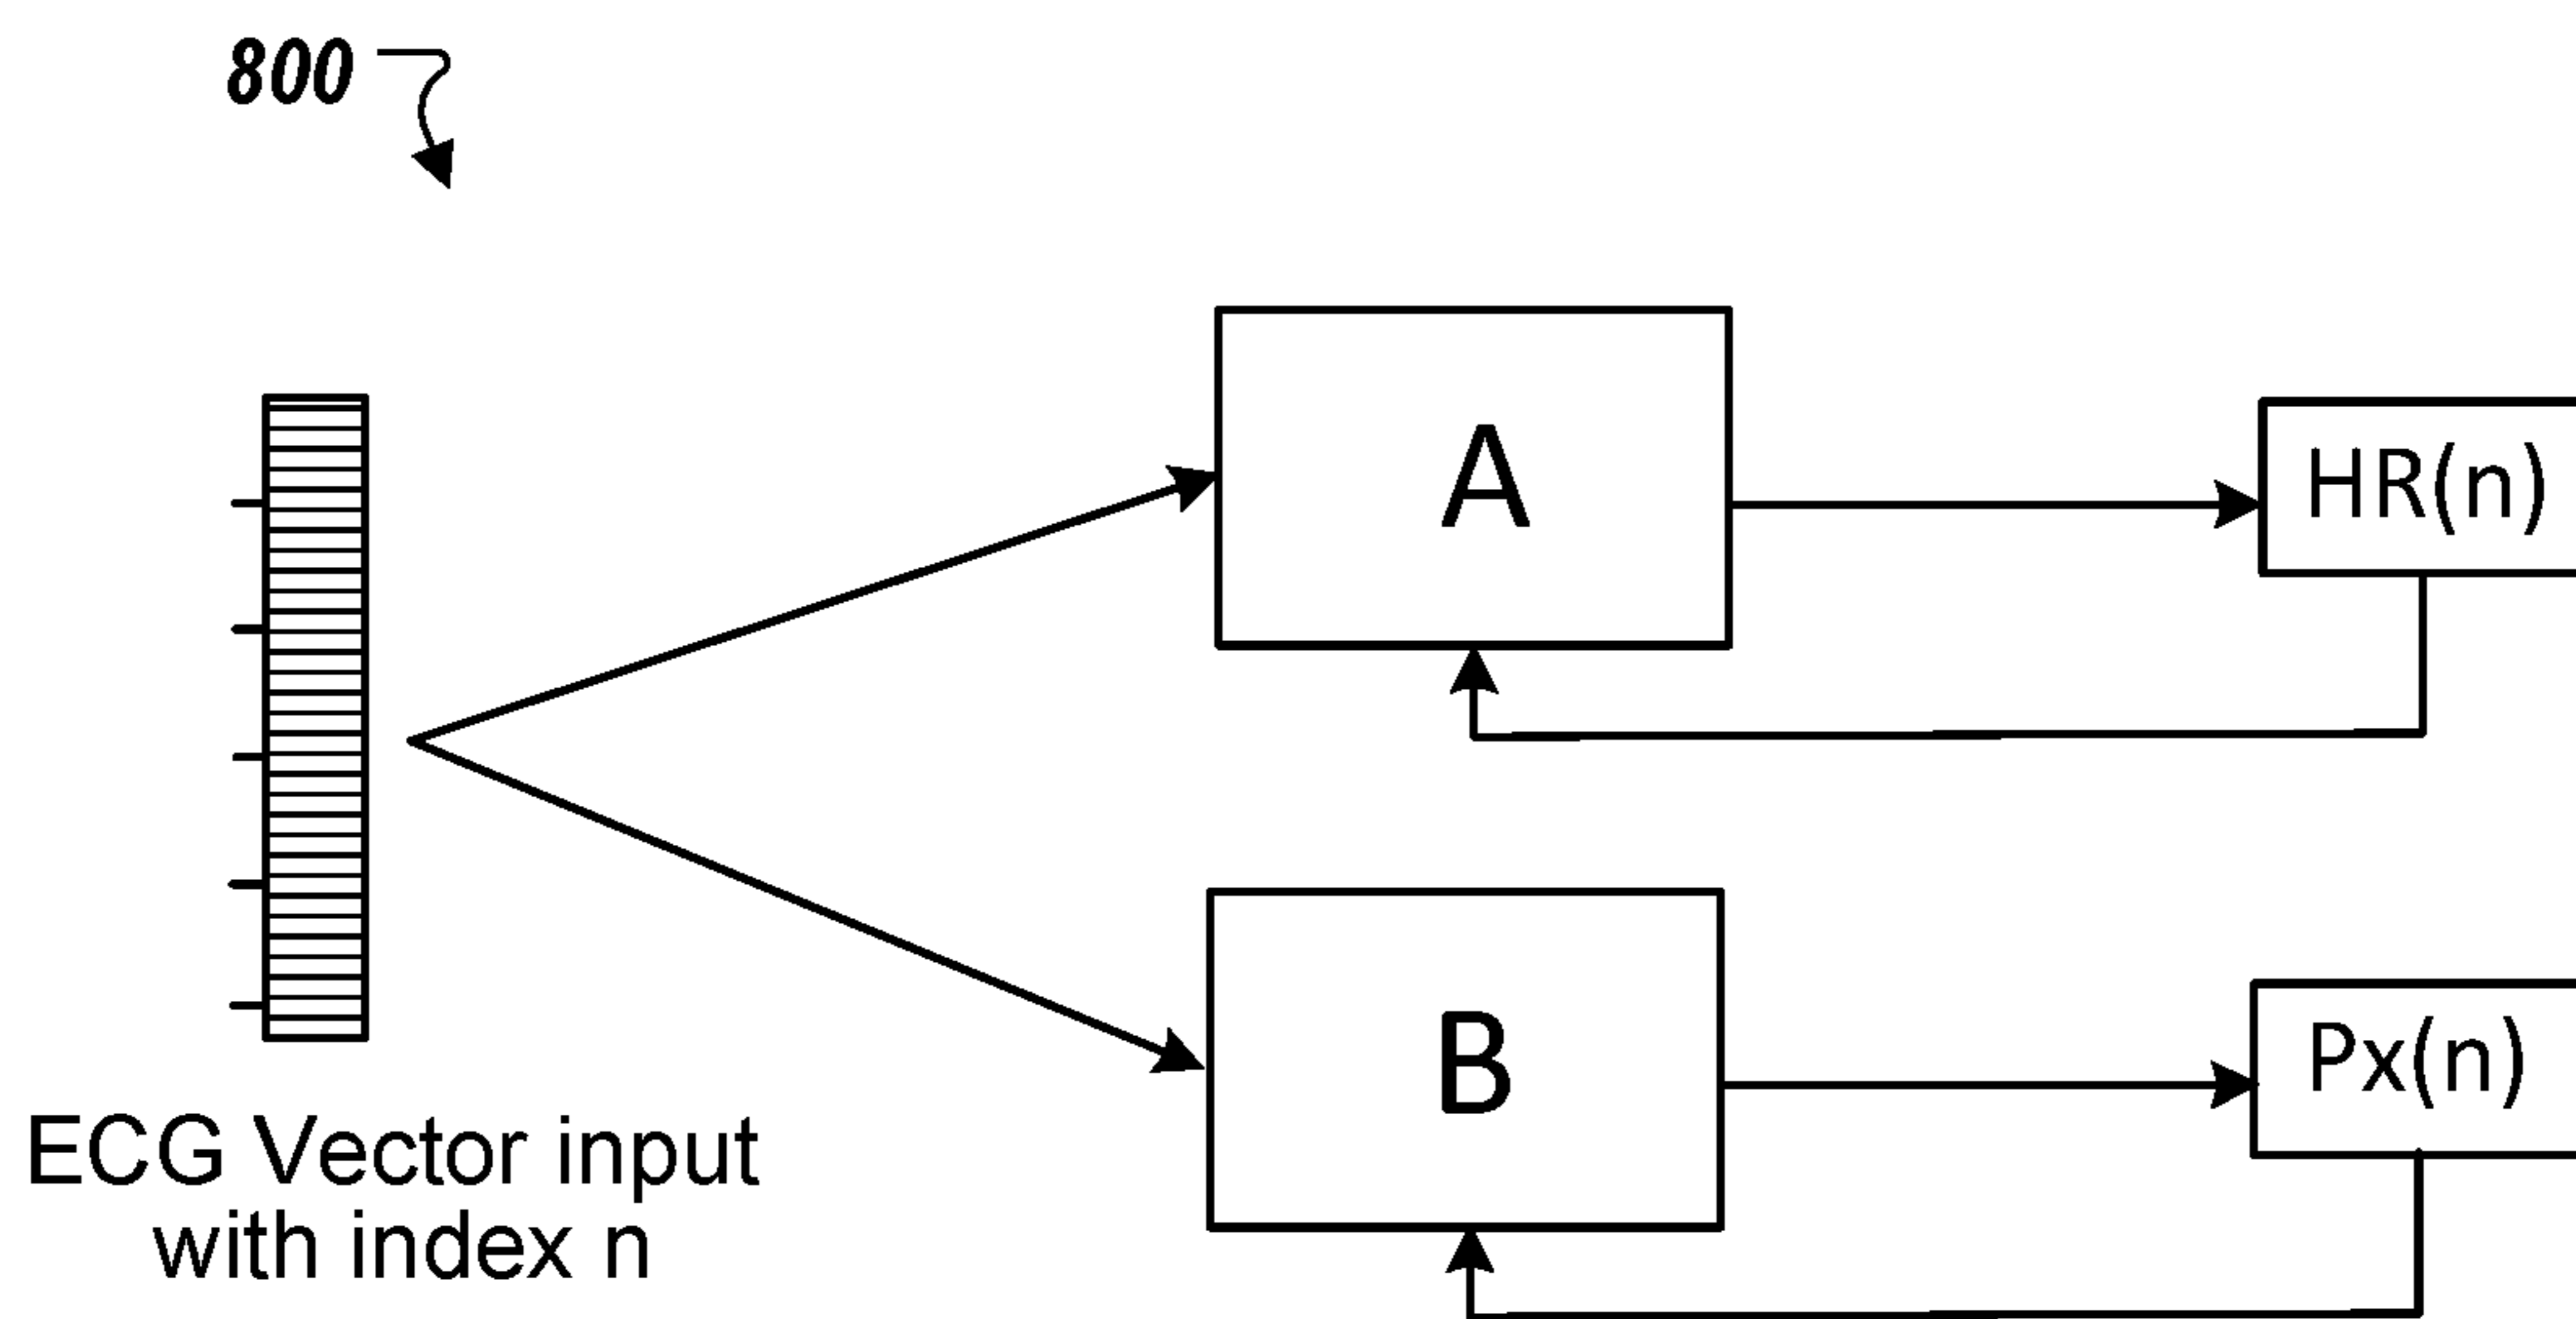 800
A
HR(n)
B
Px(n)
ECG Vector input
with index n